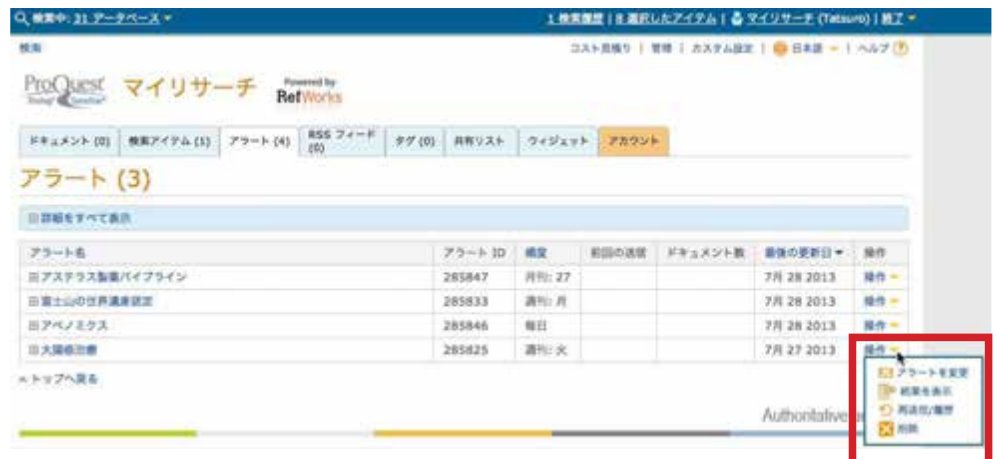 検索中: 31 データベース
1 検索履歴 | 8 選択したアイテム | マイリサーチ (Tatsuro) | 終了
検索
コスト見積り | 管理 | カスタム設定 | 日本語 | ヘルプ ?
ProQuest マイリサーチ Powered by RefWorks
ドキュメント (0) 検索アイテム (1) アラート (4) RSS フィード (0) タグ (0) 共有リスト ウィジェット アカウント
アラート (3)
詳細をすべて表示
アラート名 アラート ID 頻度 前回の送信 ドキュメント数 最後の更新日 操作
アステラス製薬パイプライン 285847 月刊: 27 7月 28 2013 操作
富士山の世界遺産認定 285833 週刊: 月 7月 28 2013 操作
アベノミクス 285846 毎日 7月 28 2013 操作
大腸癌治療 285825 週刊: 火 7月 27 2013 操作
トップへ戻る
アラートを変更
結果を表示
再送信/履歴
削除
Authoritative